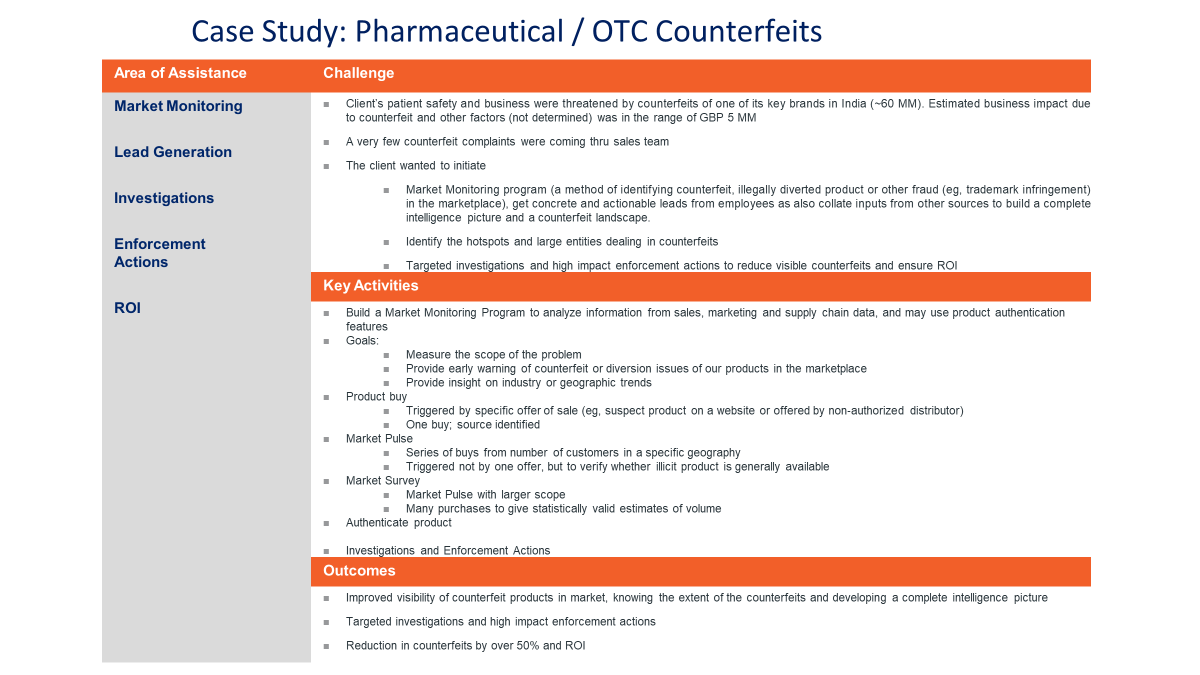 Case Study: Pharmaceutical / OTC Counterfeits
Area of Assistance
Challenge
Market Monitoring
Lead Generation
Investigations
Enforcement
Actions
ROI
■ Client's patient safety and business were threatened by counterfeits of one of its key brands in India (~60 MM). Estimated business impact due
to counterfeit and other factors (not determined) was in the range of GBP 5 MM
■ A very few counterfeit complaints were coming thru sales team
■ The client wanted to initiate
■ Market Monitoring program (a method of identifying counterfeit, illegally diverted product or other fraud (eg, trademark infringement)
in the marketplace), get concrete and actionable leads from employees as also collate inputs from other sources to build a complete
intelligence picture and a counterfeit landscape.
■ Identify the hotspots and large entities dealing in counterfeits
■ Targeted investigations and high impact enforcement actions to reduce visible counterfeits and ensure ROI
Key Activities
■ Build a Market Monitoring Program to analyze information from sales, marketing and supply chain data, and may use product authentication
features
■ Goals:
■ Measure the scope of the problem
■ Provide early warning of counterfeit or diversion issues of our products in the marketplace
■ Provide insight on industry or geographic trends
■ Product buy
■ Triggered by specific offer of sale (eg, suspect product on a website or offered by non-authorized distributor)
■ One buy; source identified
■ Market Pulse
■ Series of buys from number of customers in a specific geography
■ Triggered not by one offer, but to verify whether illicit product is generally available
■ Market Survey
■ Market Pulse with larger scope
■ Many purchases to give statistically valid estimates of volume
■ Authenticate product
■ Investigations and Enforcement Actions
Outcomes
■ Improved visibility of counterfeit products in market, knowing the extent of the counterfeits and developing a complete intelligence picture
■ Targeted investigations and high impact enforcement actions
■ Reduction in counterfeits by over 50% and ROI